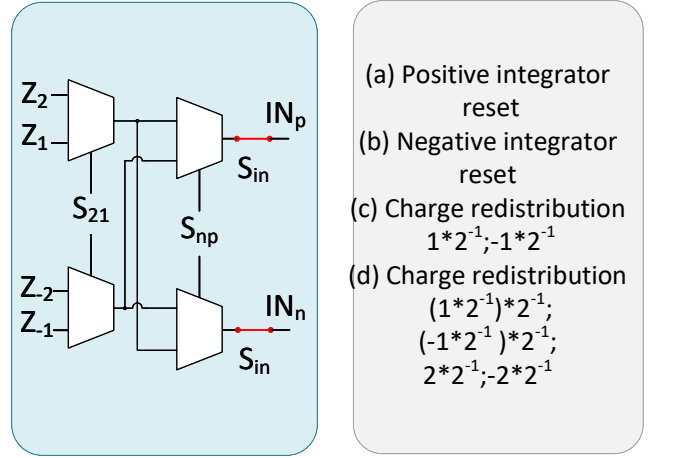 Z₂
Z₁
S₂₁
Z₋₂
Z₋₁
INₚ
Sᵢₙ
Sₙₚ
INₙ
Sᵢₙ
(a) Positive integrator
reset
(b) Negative integrator
reset
(c) Charge redistribution
1*2⁻¹;-1*2⁻¹
(d) Charge redistribution
(1*2⁻¹)*2⁻¹;
(-1*2⁻¹ )*2⁻¹;
2*2⁻¹;-2*2⁻¹